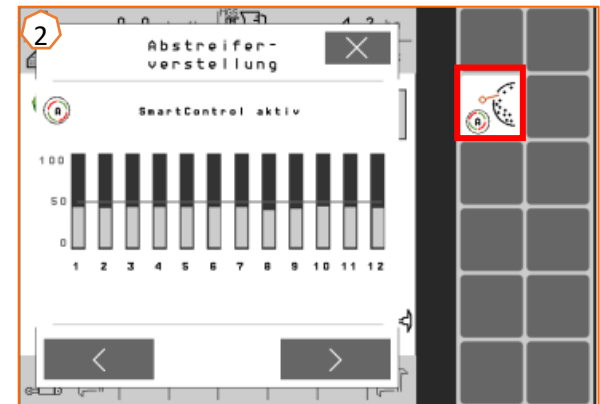 2
MGS
Abstreifer-
verstellung
A
SmartControl aktiv
A
100
50
0
1 2 3 4 5 6 7 8 9 10 11 12